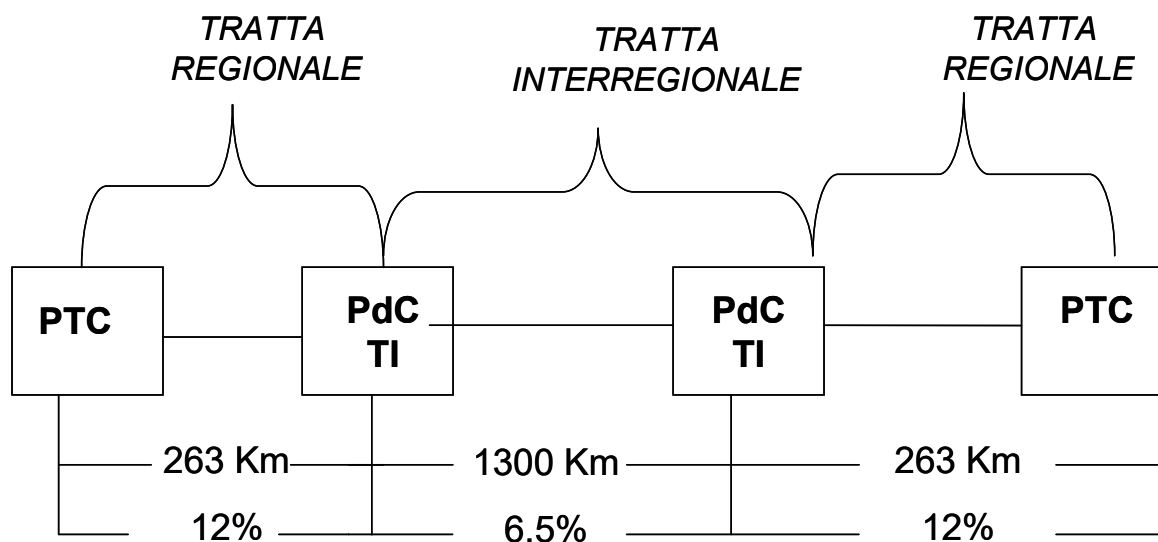 TRATTA
REGIONALE
TRATTA
INTERREGIONALE
TRATTA
REGIONALE
PTC
PdC
TI
PdC
TI
PTC
263 Km
1300 Km
263 Km
12%
6.5%
12%